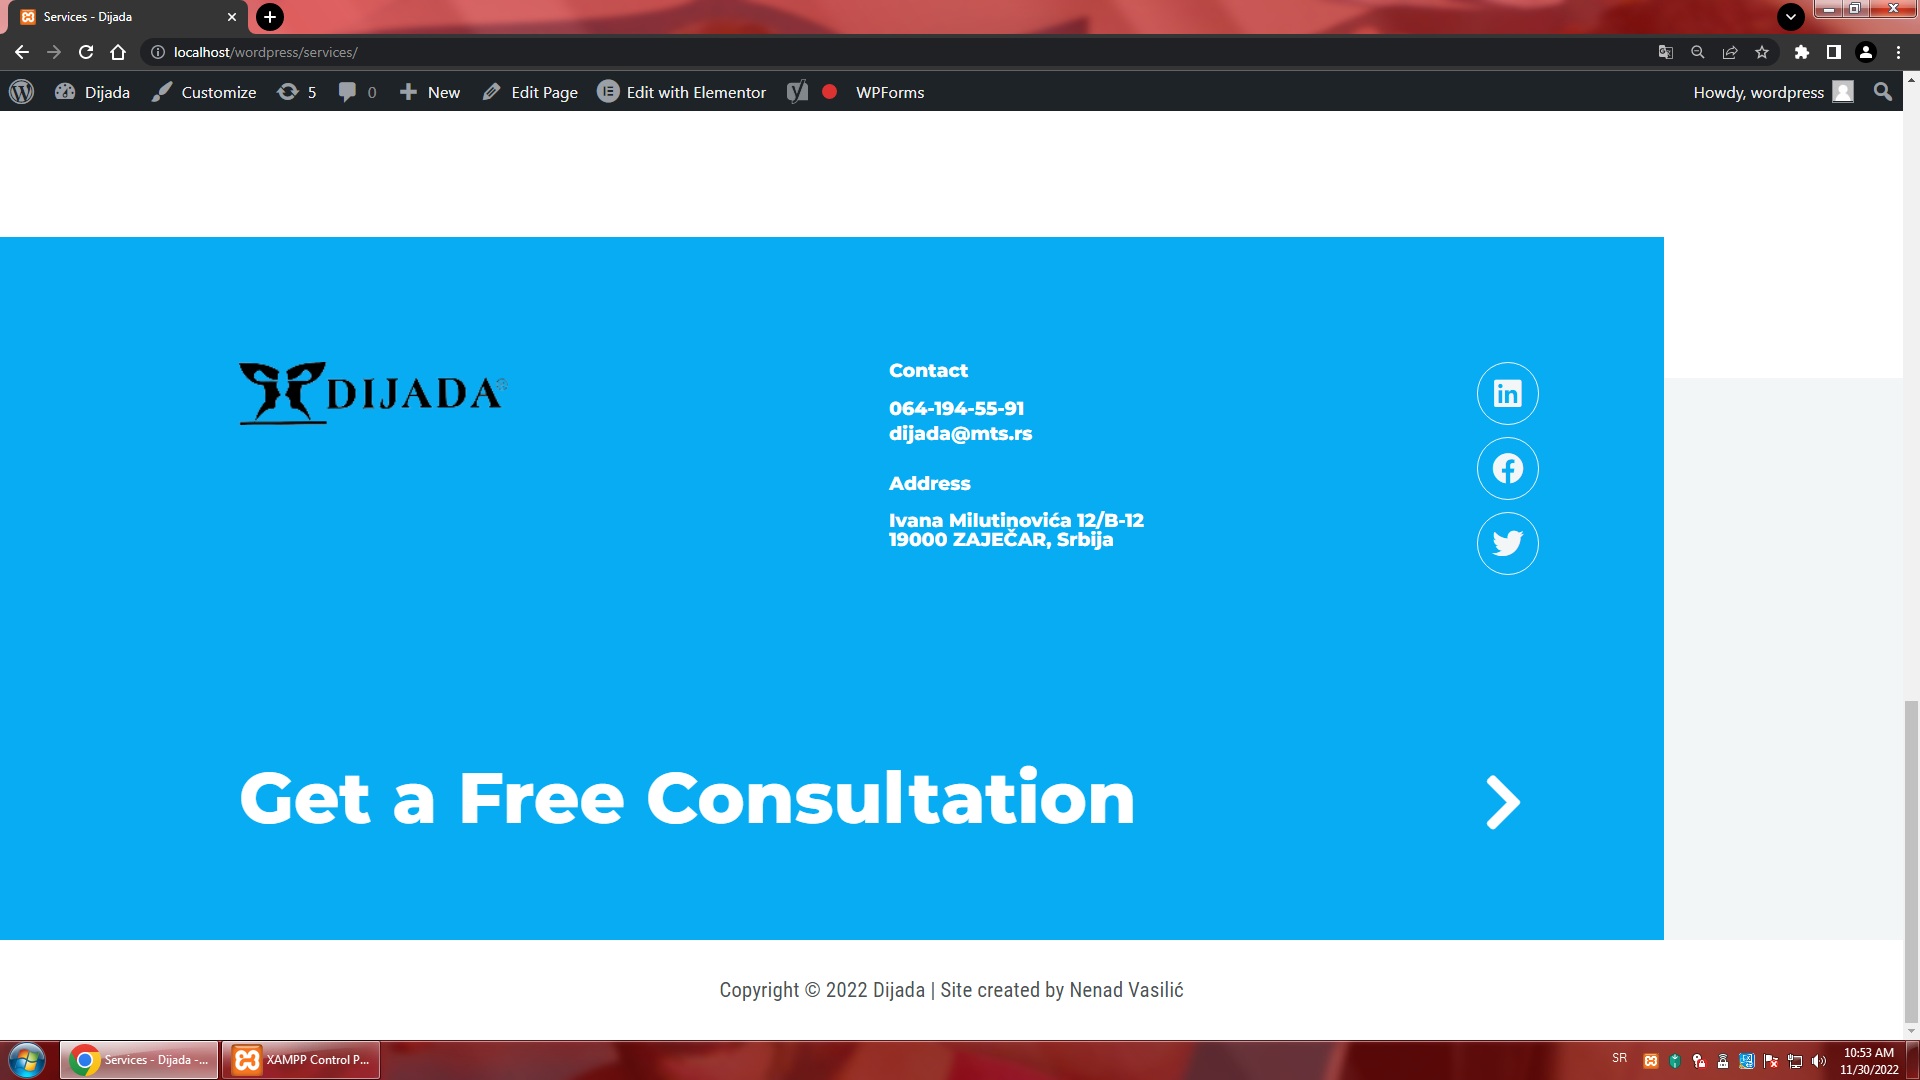 Services - Dijada
localhost/wordpress/services/
Dijada
Customize
5
0
New
Edit Page
Edit with Elementor
WPForms
Howdy, wordpress
DIJADA
Contact
064-194-55-91
dijada@mts.rs
Address
Ivana Milutinovića 12/B-12
19000 ZAJEČAR, Srbija
Get a Free Consultation
Copyright © 2022 Dijada | Site created by Nenad Vasilić
Services - Dijada -...
XAMPP Control P...
SR
10:53 AM
11/30/2022